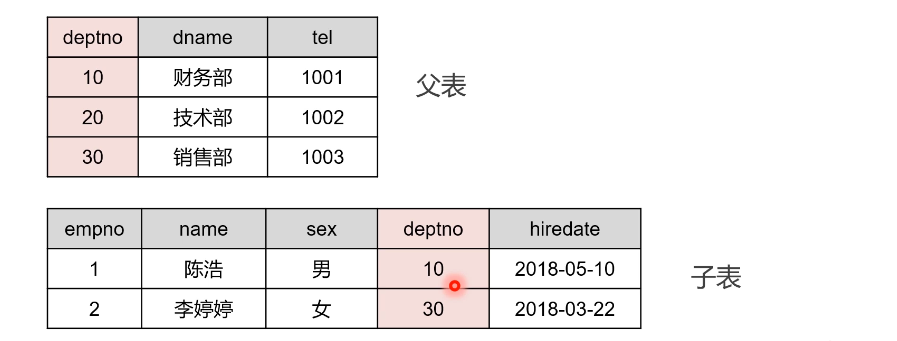 deptno dname tel
10 财务部 1001
父表
20 技术部 1002
30 销售部 1003
empno name sex deptno hiredate
1 陈浩 男 10 2018-05-10
子表
2 李婷婷 女 30 2018-03-22